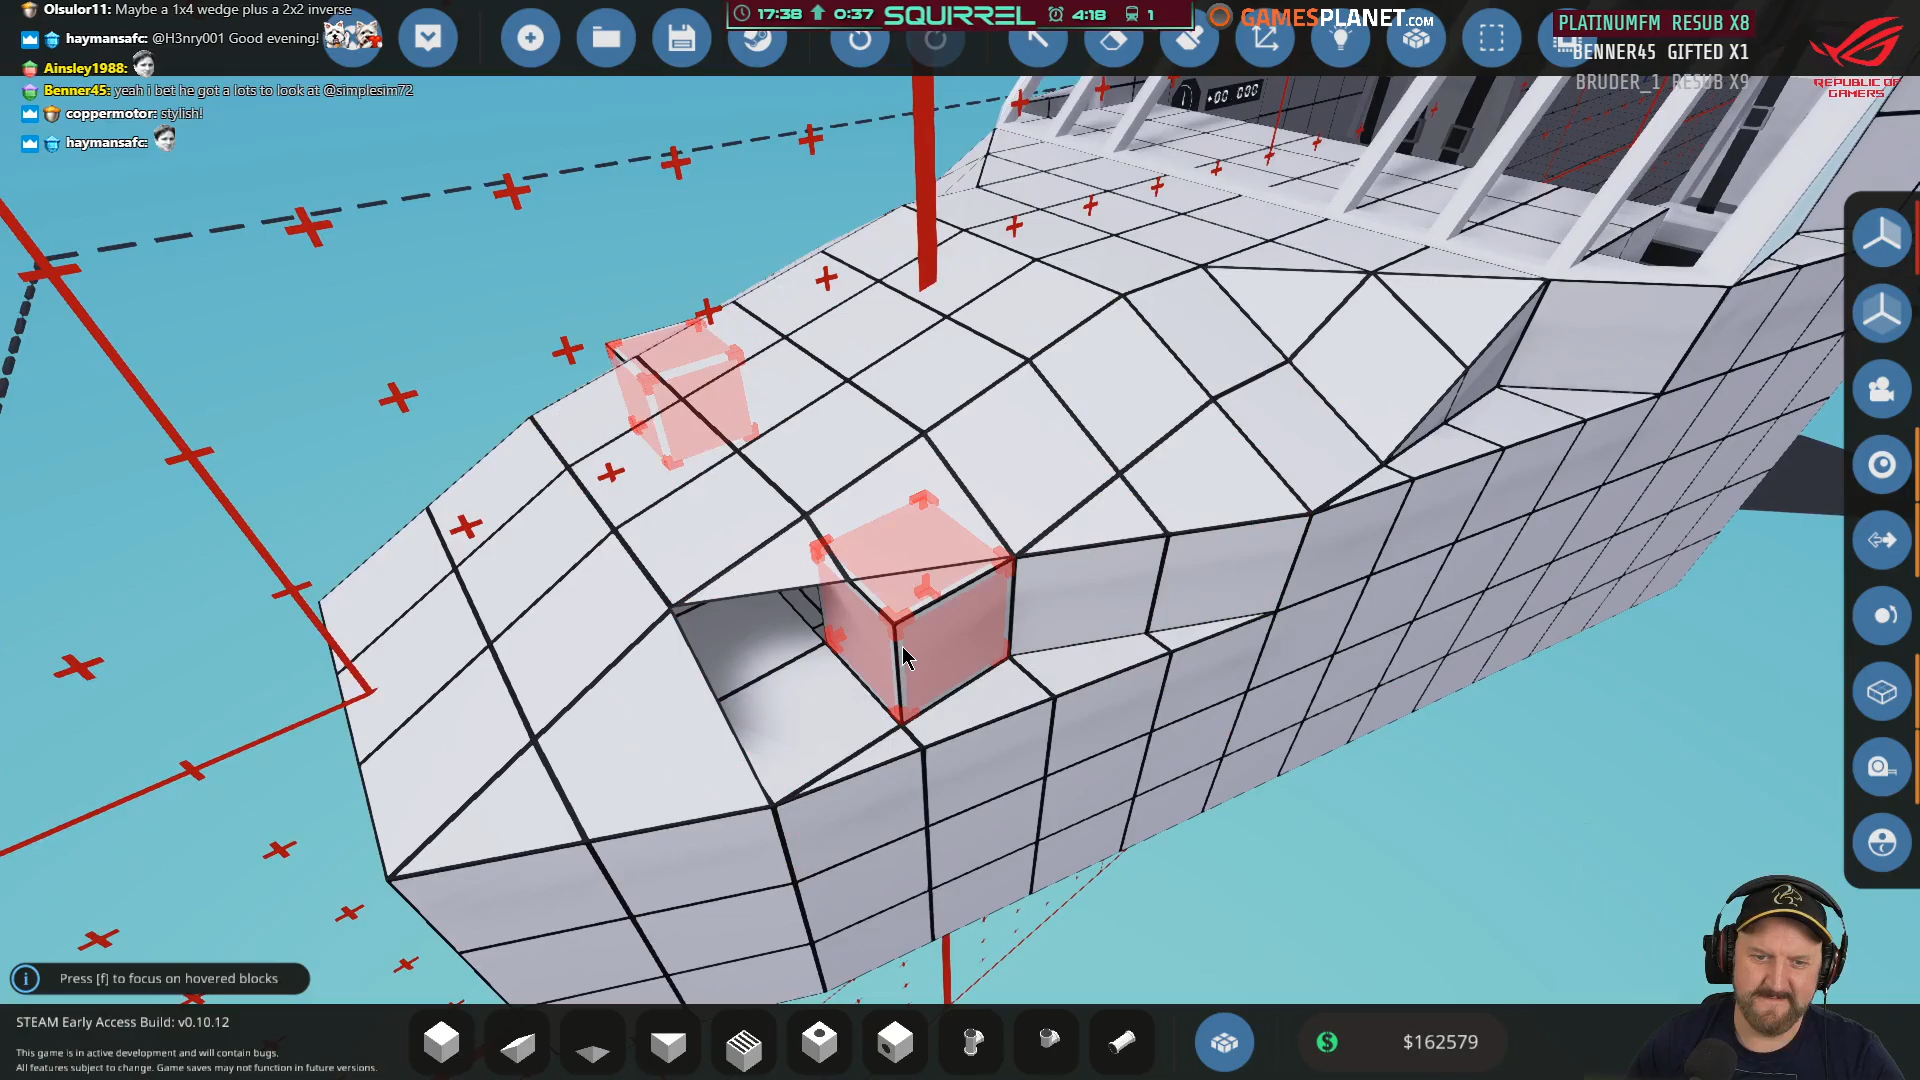 Olsulor11: Maybe a 1x4 wedge plus a 2x2 inverse
haymansafc: @H3nry001 Good evening!
Ainsley1988:
Benner45: yeah i bet he got a lots to look at @simplesim72
coppermotor: stylish!
haymansafc:
17:38 0:37 SQUIRREL 4:18 1
GAMESPLANET.COM
PLATINUMFM RESUB X8
BENNER45 GIFTED X1
BRUDER_1 RESUB X9
REPUBLIC OF
GAMERS
+00 000
Press [f] to focus on hovered blocks
STEAM Early Access Build: v0.10.12
This game is in active development and will contain bugs.
All features subject to change. Game saves may not function in future versions.
$162579